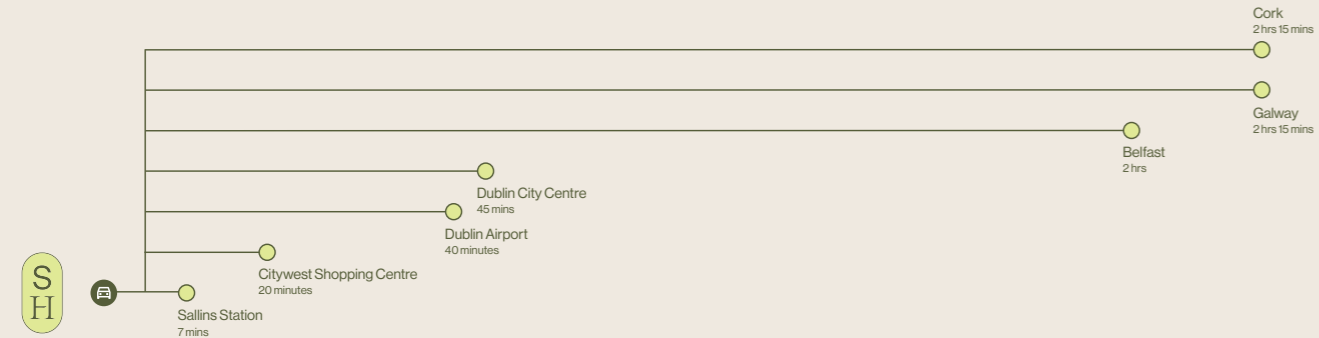 Cork
2 hrs 15 mins
Galway
2 hrs 15 mins
Belfast
2 hrs
Dublin City Centre
45 mins
Dublin Airport
40 minutes
Citywest Shopping Centre
20 minutes
S
H
Sallins Station
7 mins